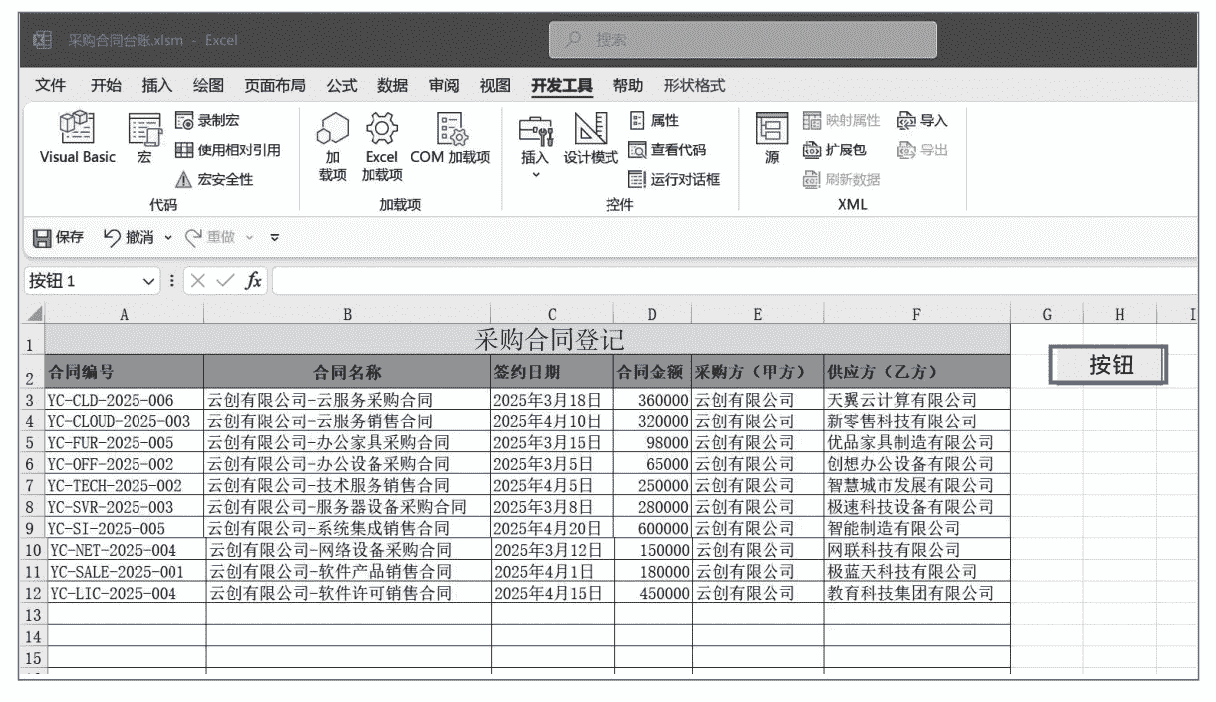 采购合同台账.xlsm - Excel 搜索
文件 开始 插入 绘图 页面布局 公式 数据 审阅 视图 开发工具 帮助 形状格式
Visual Basic 宏 录制宏 使用相对引用 宏安全性
加载项 Excel 加载项 COM 加载项
插入 设计模式 属性 查看代码 运行对话框
源 映射属性 扩展包 刷新数据 导入 导出
代码 加载项 控件 XML
保存 撤消 重做
按钮 1 fx
A B C D E F G H I
1 采购合同登记
按钮
2 合同编号 合同名称 签约日期 合同金额 采购方（甲方） 供应方（乙方）
3 YC-CLD-2025-006 云创有限公司-云服务采购合同 2025年3月18日 360000 云创有限公司 天翼云计算有限公司
4 YC-CLOUD-2025-003 云创有限公司-云服务销售合同 2025年4月10日 320000 云创有限公司 新零售科技有限公司
5 YC-FUR-2025-005 云创有限公司-办公家具采购合同 2025年3月15日 98000 云创有限公司 优品家具制造有限公司
6 YC-OFF-2025-002 云创有限公司-办公设备采购合同 2025年3月5日 65000 云创有限公司 创想办公设备有限公司
7 YC-TECH-2025-002 云创有限公司-技术服务销售合同 2025年4月5日 250000 云创有限公司 智慧城市发展有限公司
8 YC-SVR-2025-003 云创有限公司-服务器设备采购合同 2025年3月8日 280000 云创有限公司 极速科技设备有限公司
9 YC-SI-2025-005 云创有限公司-系统集成销售合同 2025年4月20日 600000 云创有限公司 智能制造有限公司
10 YC-NET-2025-004 云创有限公司-网络设备采购合同 2025年3月12日 150000 云创有限公司 网联科技有限公司
11 YC-SALE-2025-001 云创有限公司-软件产品销售合同 2025年4月1日 180000 云创有限公司 极蓝天科技有限公司
12 YC-LIC-2025-004 云创有限公司-软件许可销售合同 2025年4月15日 450000 云创有限公司 教育科技集团有限公司
13
14
15